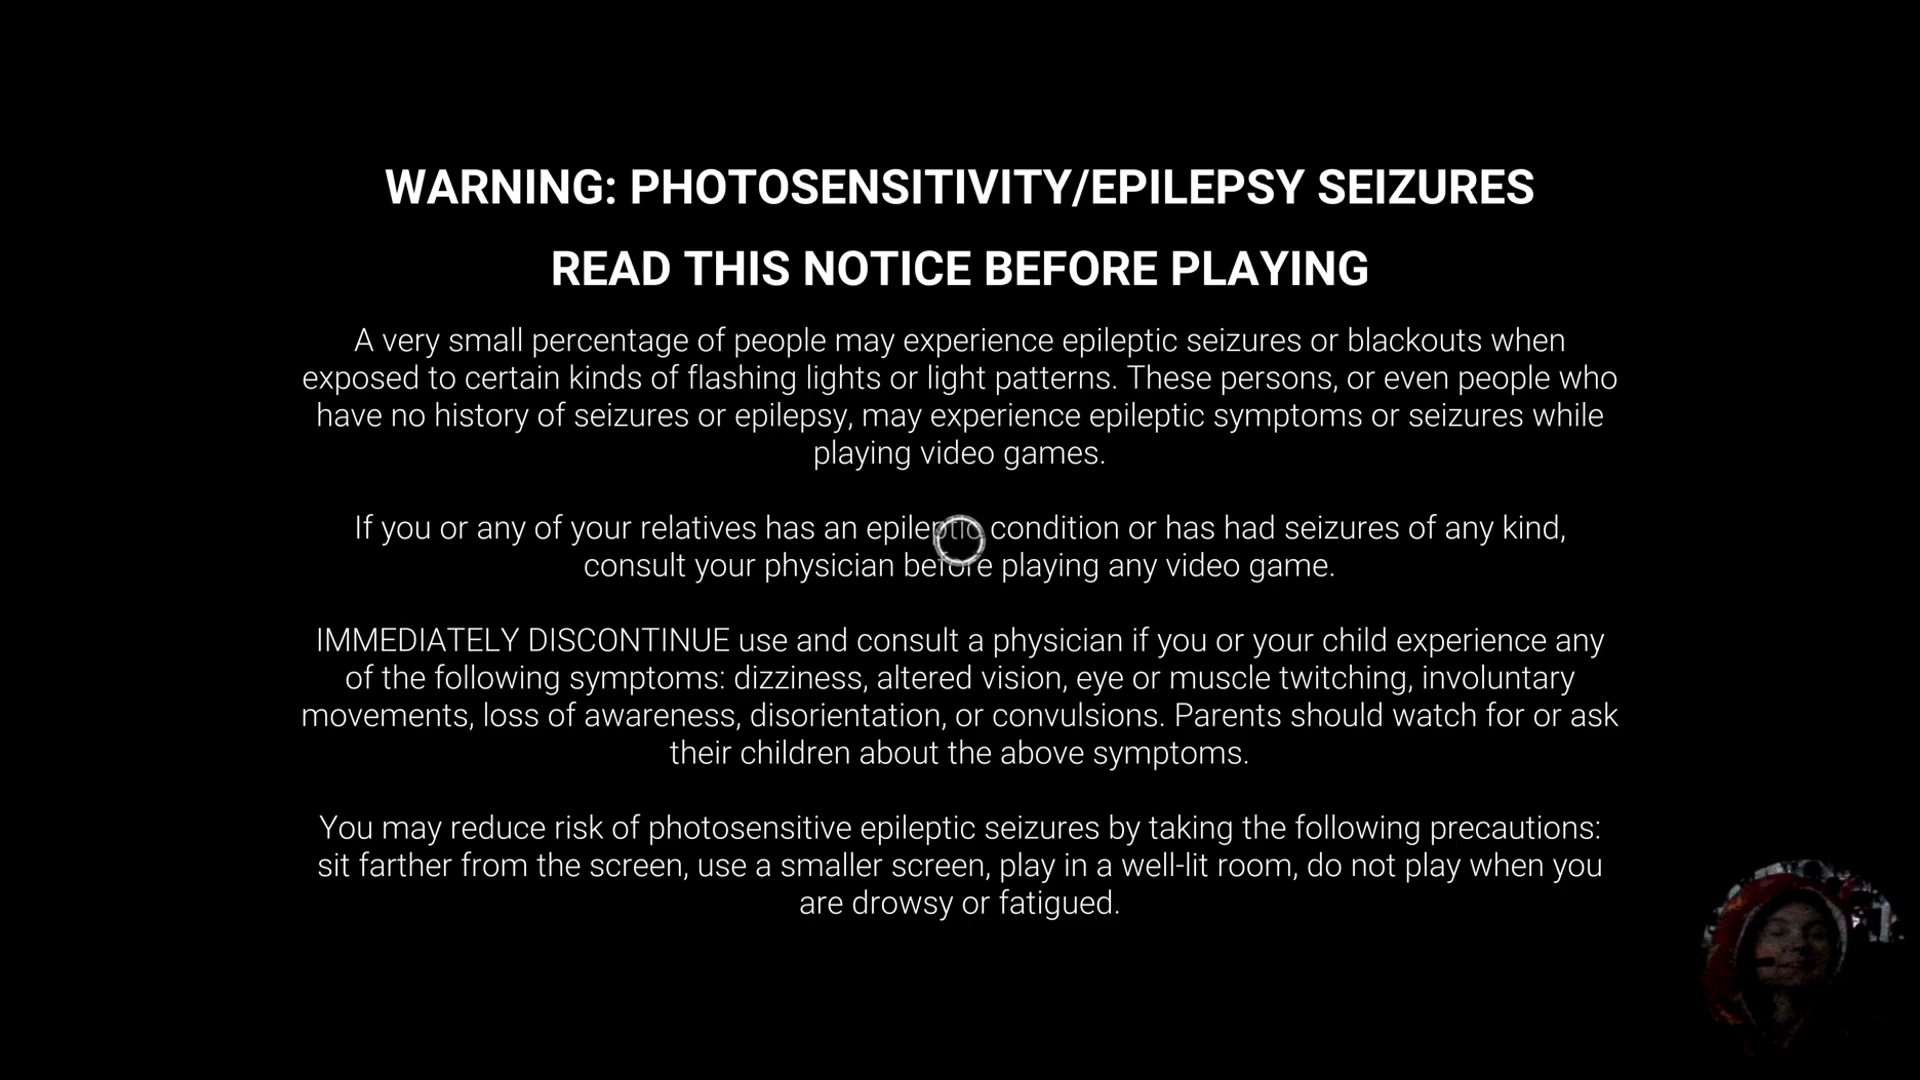 WARNING: PHOTOSENSITIVITY/EPILEPSY SEIZURES
READ THIS NOTICE BEFORE PLAYING
A very small percentage of people may experience epileptic seizures or blackouts when
exposed to certain kinds of flashing lights or light patterns. These persons, or even people who
have no history of seizures or epilepsy, may experience epileptic symptoms or seizures while
playing video games.
If you or any of your relatives has an epileptic condition or has had seizures of any kind,
consult your physician before playing any video game.
IMMEDIATELY DISCONTINUE use and consult a physician if you or your child experience any
of the following symptoms: dizziness, altered vision, eye or muscle twitching, involuntary
movements, loss of awareness, disorientation, or convulsions. Parents should watch for or ask
their children about the above symptoms.
You may reduce risk of photosensitive epileptic seizures by taking the following precautions:
sit farther from the screen, use a smaller screen, play in a well-lit room, do not play when you
are drowsy or fatigued.